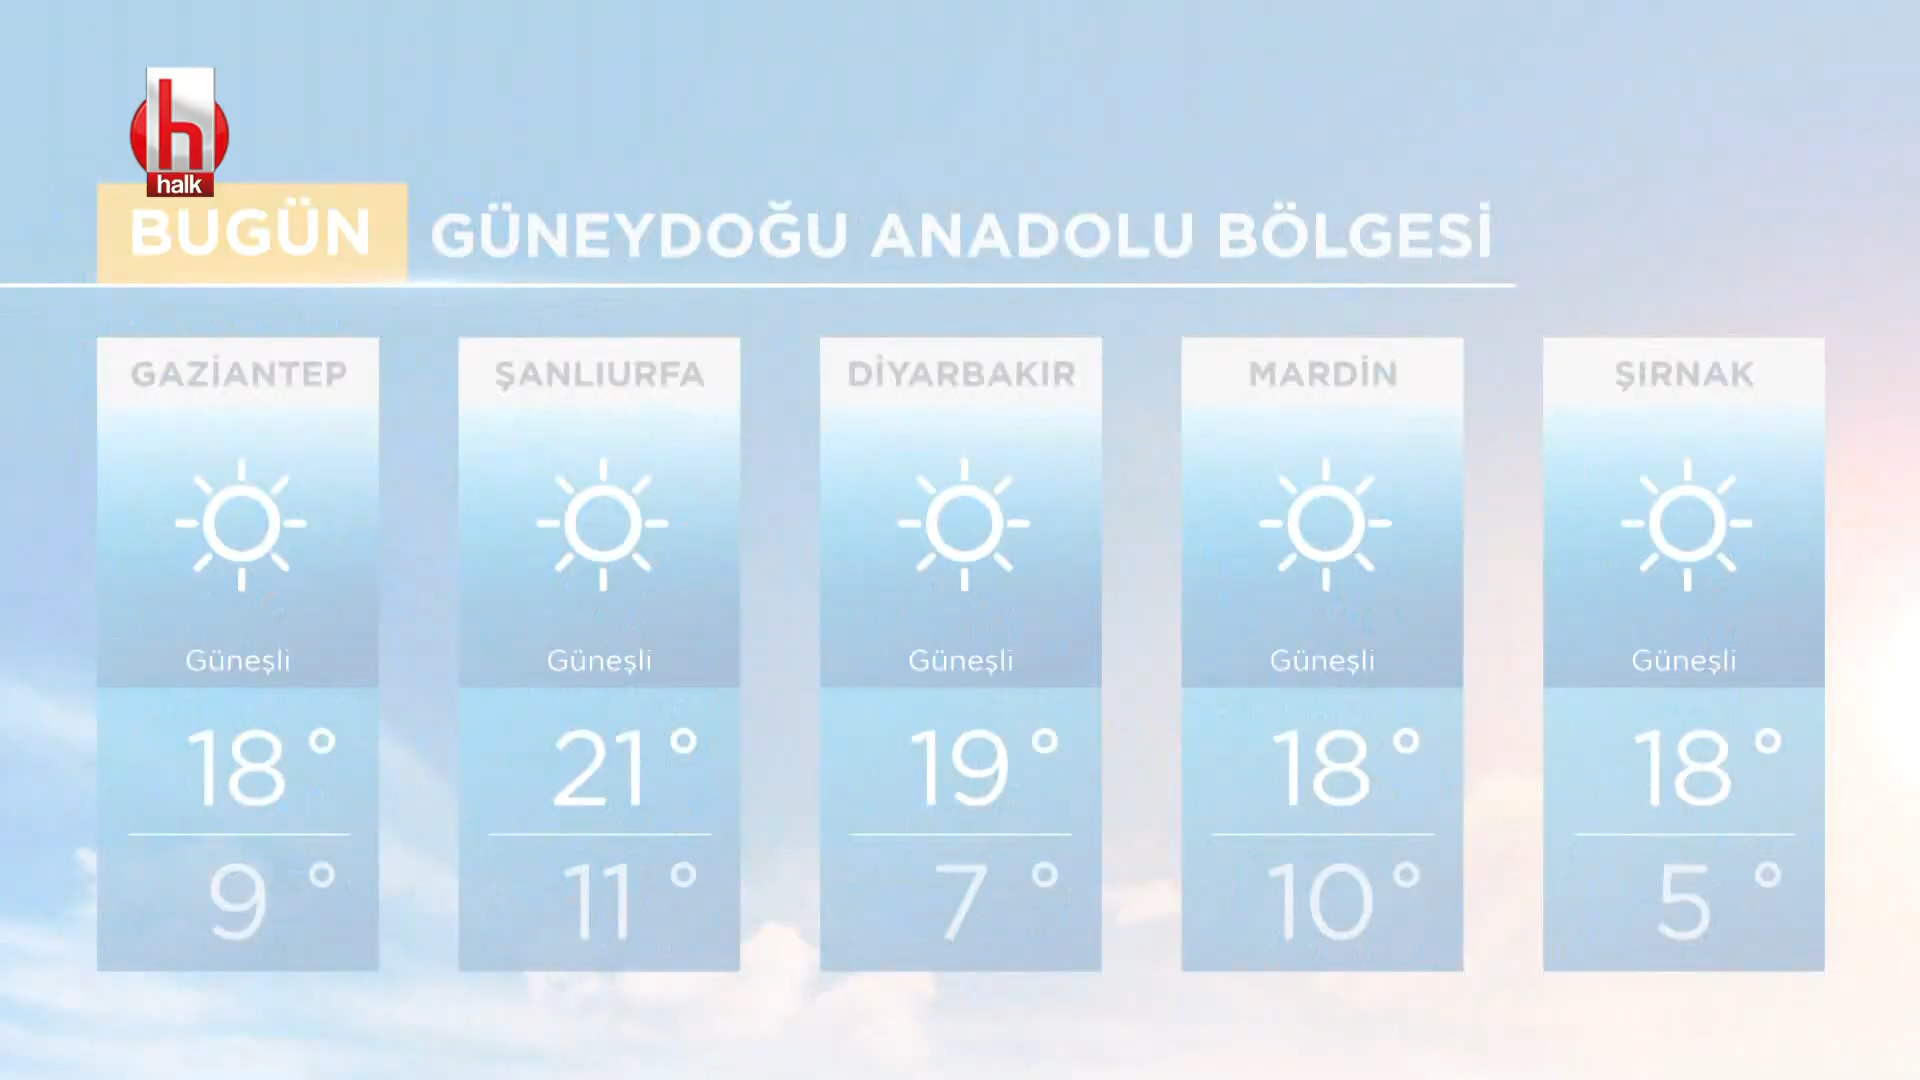 h
halk
BUGÜN GÜNEYDOĞU ANADOLU BÖLGESİ
GAZİANTEP ŞANLIURFA DİYARBAKIR MARDİN ŞIRNAK
Güneşli Güneşli Güneşli Güneşli Güneşli
18° 21° 19° 18° 18°
9° 11° 7° 10° 5°